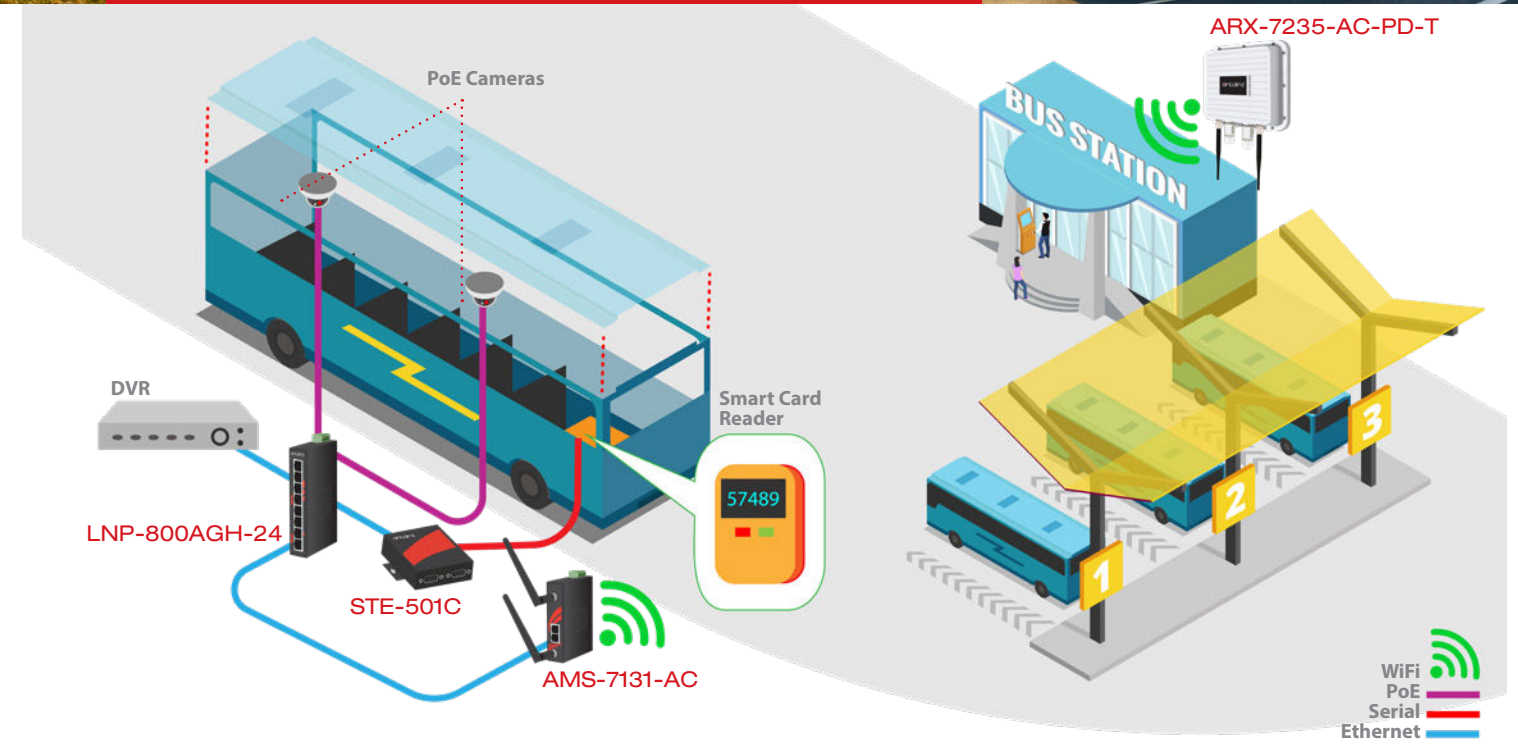 ARX-7235-AC-PD-T
PoE Cameras
BUS STATION
DVR
Smart Card
Reader
57489
LNP-800AGH-24
STE-501C
AMS-7131-AC
1
2
3
WiFi
PoE
Serial
Ethernet